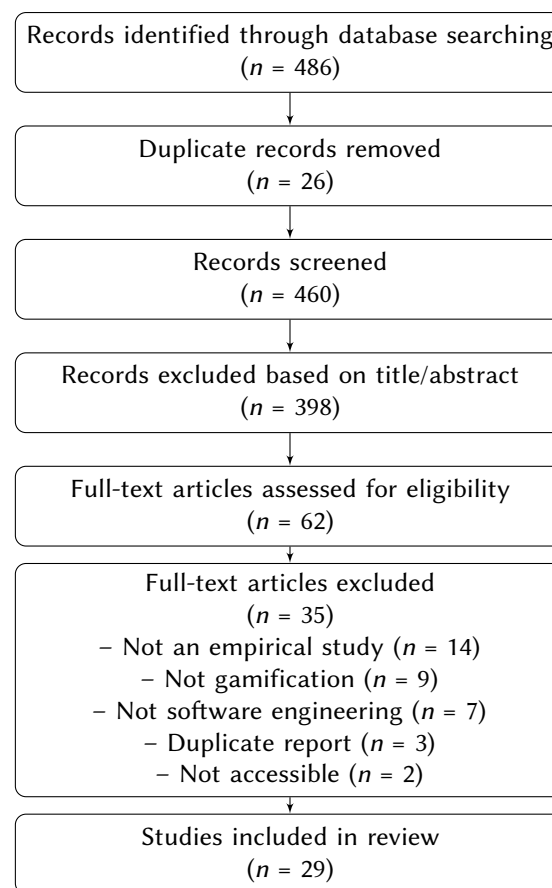 Records identified through database searching
(n = 486)
Duplicate records removed
(n = 26)
Records screened
(n = 460)
Records excluded based on title/abstract
(n = 398)
Full-text articles assessed for eligibility
(n = 62)
Full-text articles excluded
(n = 35)
– Not an empirical study (n = 14)
– Not gamification (n = 9)
– Not software engineering (n = 7)
– Duplicate report (n = 3)
– Not accessible (n = 2)
Studies included in review
(n = 29)